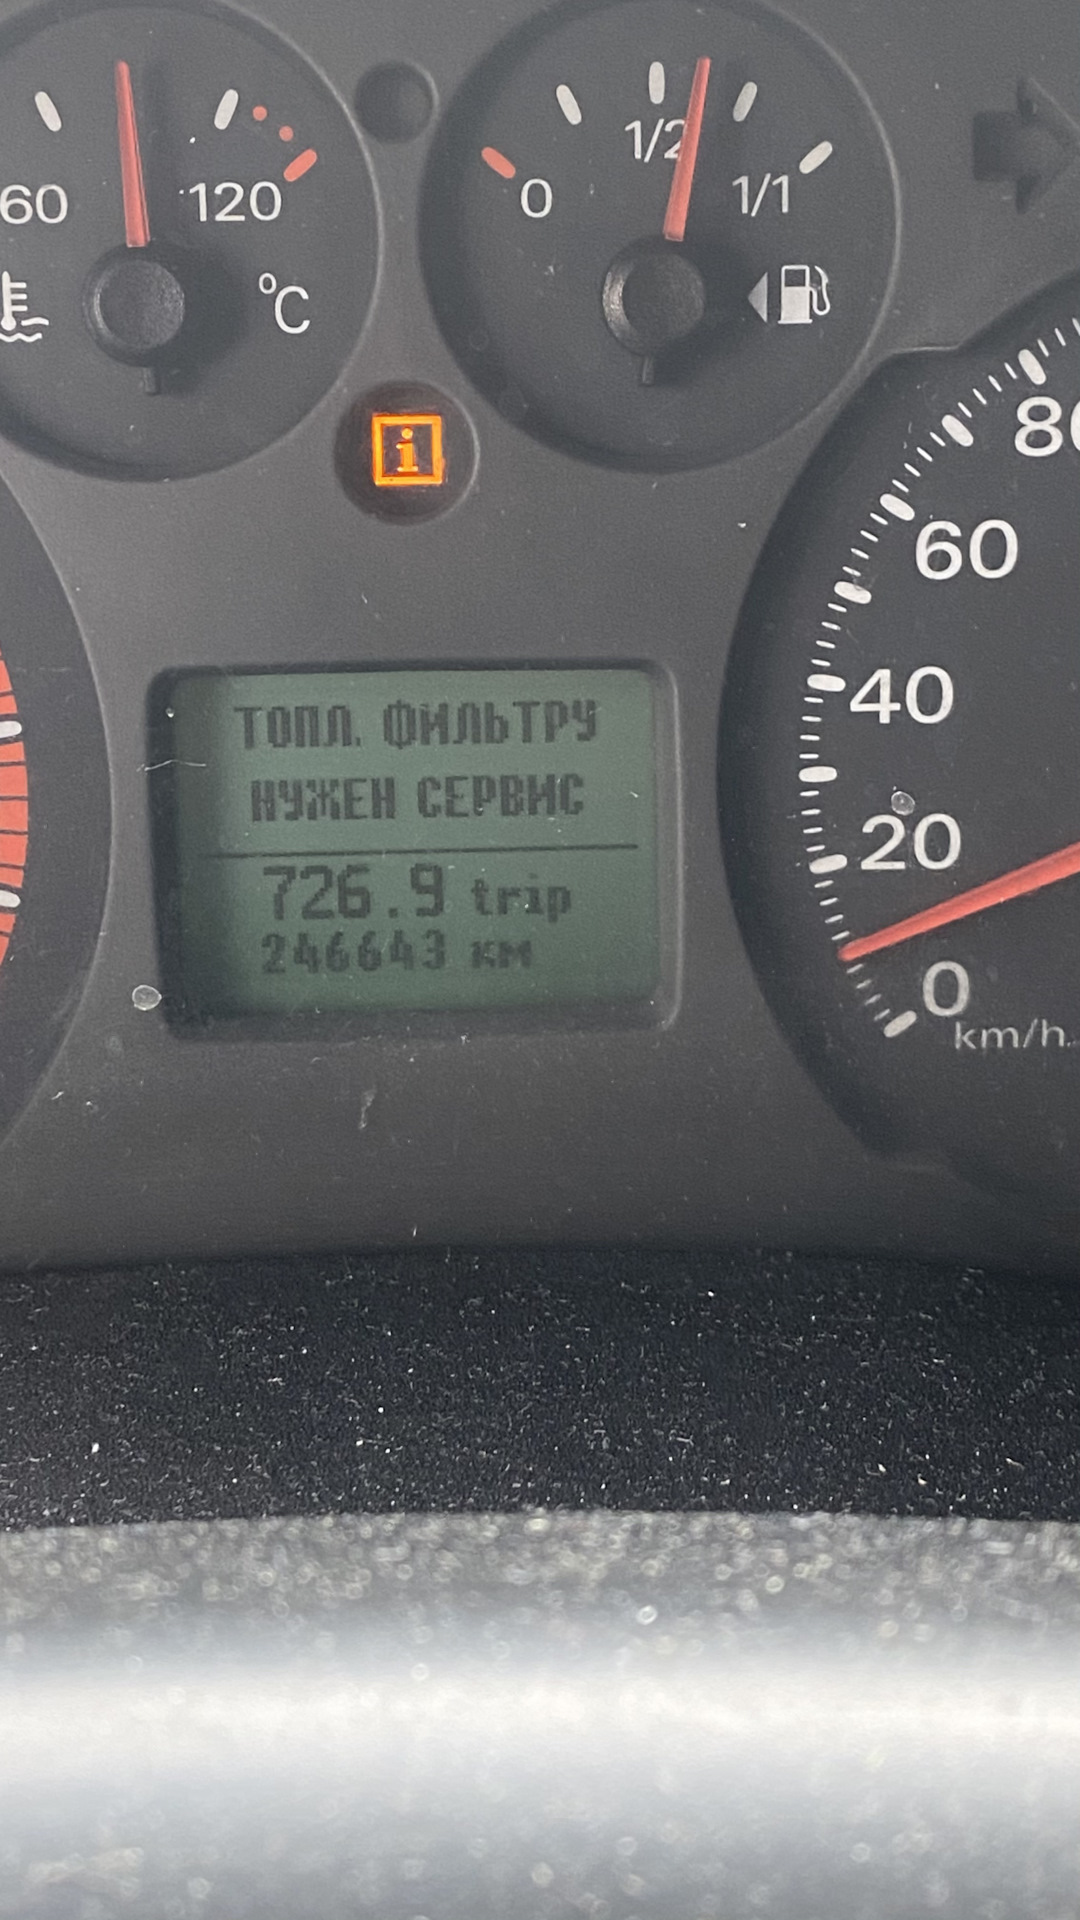 60
120
°C
0
1/2
1/1
i
80
60
40
20
0
km/h
ТОПЛ. ФИЛЬТРУ
НУЖЕН СЕРВИС
726.9 trip
246643 км